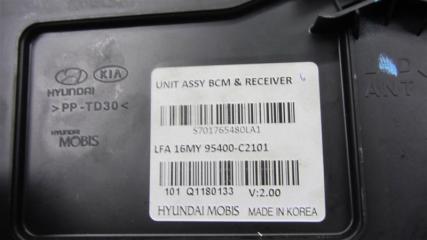 HYUNDAI KIA
>PP-TD30<
HYUNDAI
MOBIS
UNIT ASSY BCM & RECEIVER
S701765480LA1
LFA 16MY 95400-C2101
101 Q1180133 V:2.00
HYUNDAI MOBIS MADE IN KOREA
ANT